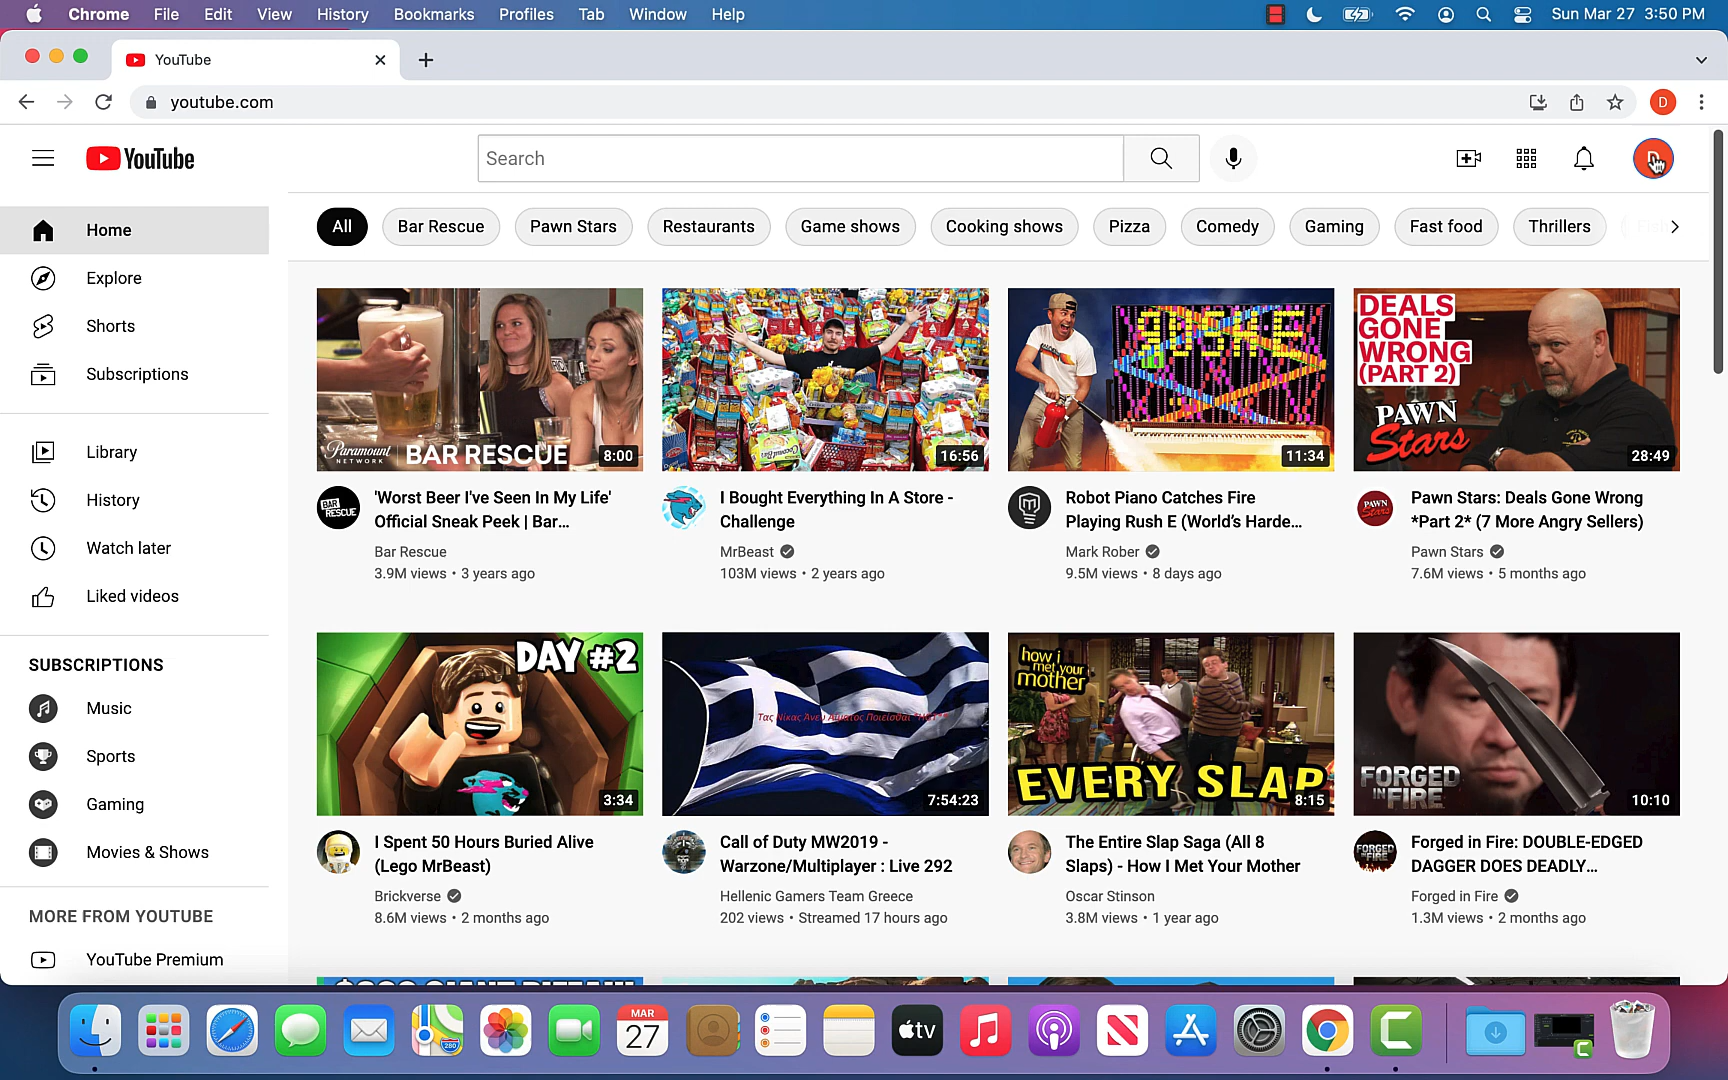 Chrome File Edit View History Bookmarks Profiles Tab Window Help Sun Mar 27 3:50 PM
YouTube
youtube.com D
YouTube Search
Home
Explore
Shorts
Subscriptions
Library
History
Watch later
Liked videos
SUBSCRIPTIONS
Music
Sports
Gaming
Movies & Shows
MORE FROM YOUTUBE
YouTube Premium
All Bar Rescue Pawn Stars Restaurants Game shows Cooking shows Pizza Comedy Gaming Fast food Thrillers
Paramount
NETWORK
BAR RESCUE
8:00
BAR
RESCUE
'Worst Beer I've Seen In My Life'
Official Sneak Peek | Bar...
Bar Rescue
3.9M views • 3 years ago
16:56
I Bought Everything In A Store -
Challenge
MrBeast
103M views • 2 years ago
11:34
Robot Piano Catches Fire
Playing Rush E (World's Harde...
Mark Rober
9.5M views • 8 days ago
DEALS
GONE
WRONG
(PART 2)
PAWN
Stars
28:49
PAWN
Stars
Pawn Stars: Deals Gone Wrong
*Part 2* (7 More Angry Sellers)
Pawn Stars
7.6M views • 5 months ago
DAY #2
3:34
I Spent 50 Hours Buried Alive
(Lego MrBeast)
Brickverse
8.6M views • 2 months ago
7:54:23
Call of Duty MW2019 -
Warzone/Multiplayer : Live 292
Hellenic Gamers Team Greece
202 views • Streamed 17 hours ago
how i
met your
mother
EVERY SLAP
8:15
The Entire Slap Saga (All 8
Slaps) - How I Met Your Mother
Oscar Stinson
3.8M views • 1 year ago
FORGED
IN FIRE
10:10
FORGED
IN FIRE
Forged in Fire: DOUBLE-EDGED
DAGGER DOES DEADLY...
Forged in Fire
1.3M views • 2 months ago
MAR
27
280
tv